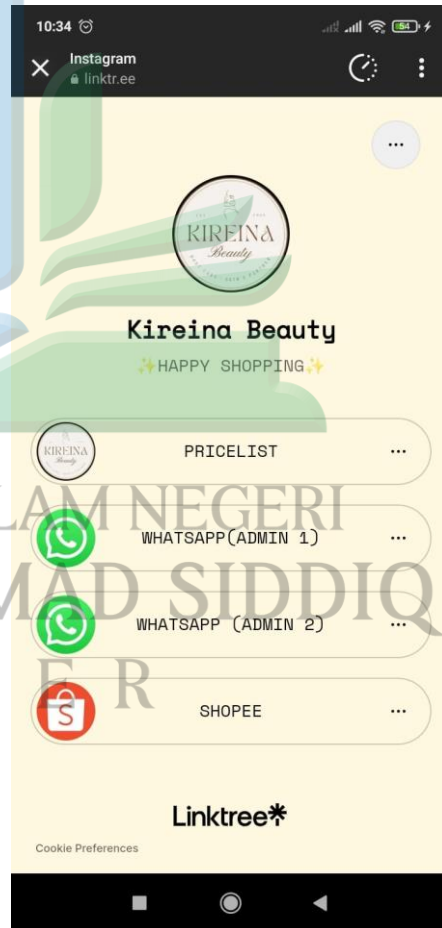 10:34
54
Instagram
linktr.ee
KIREINA
Beauty
Kireina Beauty
✨HAPPY SHOPPING✨
KIREINA
Beauty
PRICELIST
LAM NEGERI
WHATSAPP(ADMIN 1)
MAD SIDDIQ
WHATSAPP (ADMIN 2)
E R
SHOPEE
Linktree
Cookie Preferences